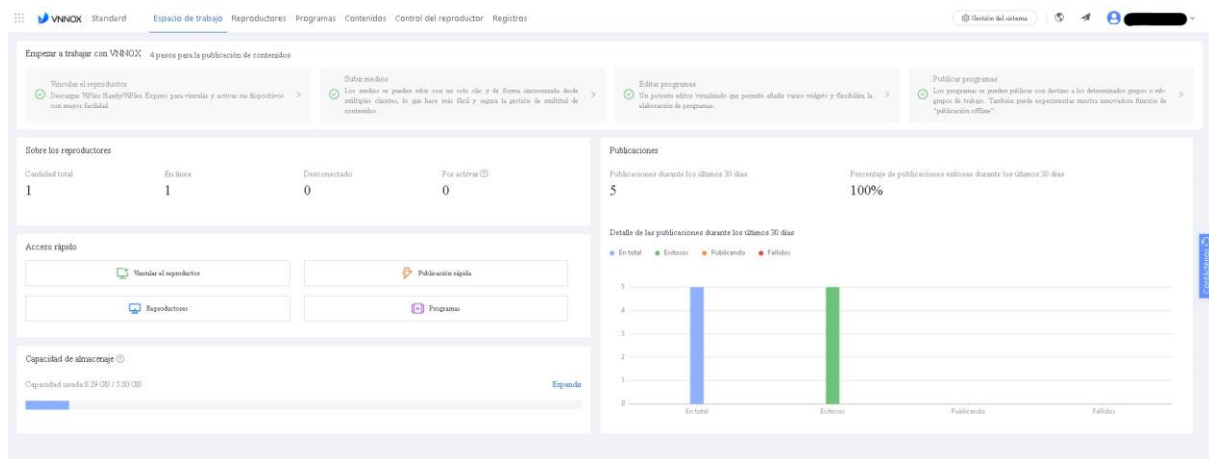 VNNOX Standard Espacio de trabajo Reproductores Programas Contenidos Control del reproductor Registros Gestión del sistema
Empezar a trabajar con VNNOX 4 pasos para la publicación de contenidos
Vincular el reproductor
Descargue ViPlex Handy/ViPlex Express para vincular y activar sus dispositivos
con mayor facilidad.
Subir medios
Los medios se pueden subir con un solo clic y de forma sincronizada desde
múltiples clientes, lo que hace más fácil y segura la gestión de multitud de
contenidos.
Editar programas
Un potente editor visualizado que permite añadir varios widgets y flexibiliza la
elaboración de programas.
Publicar programas
Los programas se pueden publicar con destino a los determinados grupos o sub-
grupos de trabajo. También puede experimentar nuestra innovadora función de
"publicación offline".
Sobre los reproductores
Cantidad total En línea Desconectado Por activar
1 1 0 0
Publicaciones
Publicaciones durante los últimos 30 días Porcentaje de publicaciones exitosas durante los últimos 30 días
5 100%
Acceso rápido
Vincular el reproductor Publicación rápida
Reproductores Programas
Detalle de las publicaciones durante los últimos 30 días
En total Exitosos Publicando Fallidos
5
4
3
2
1
0
En total Exitosos Publicando Fallidos
Capacidad de almacenaje
Capacidad usada:0.39 GB / 5.00 GB Expandir
Contáctenos